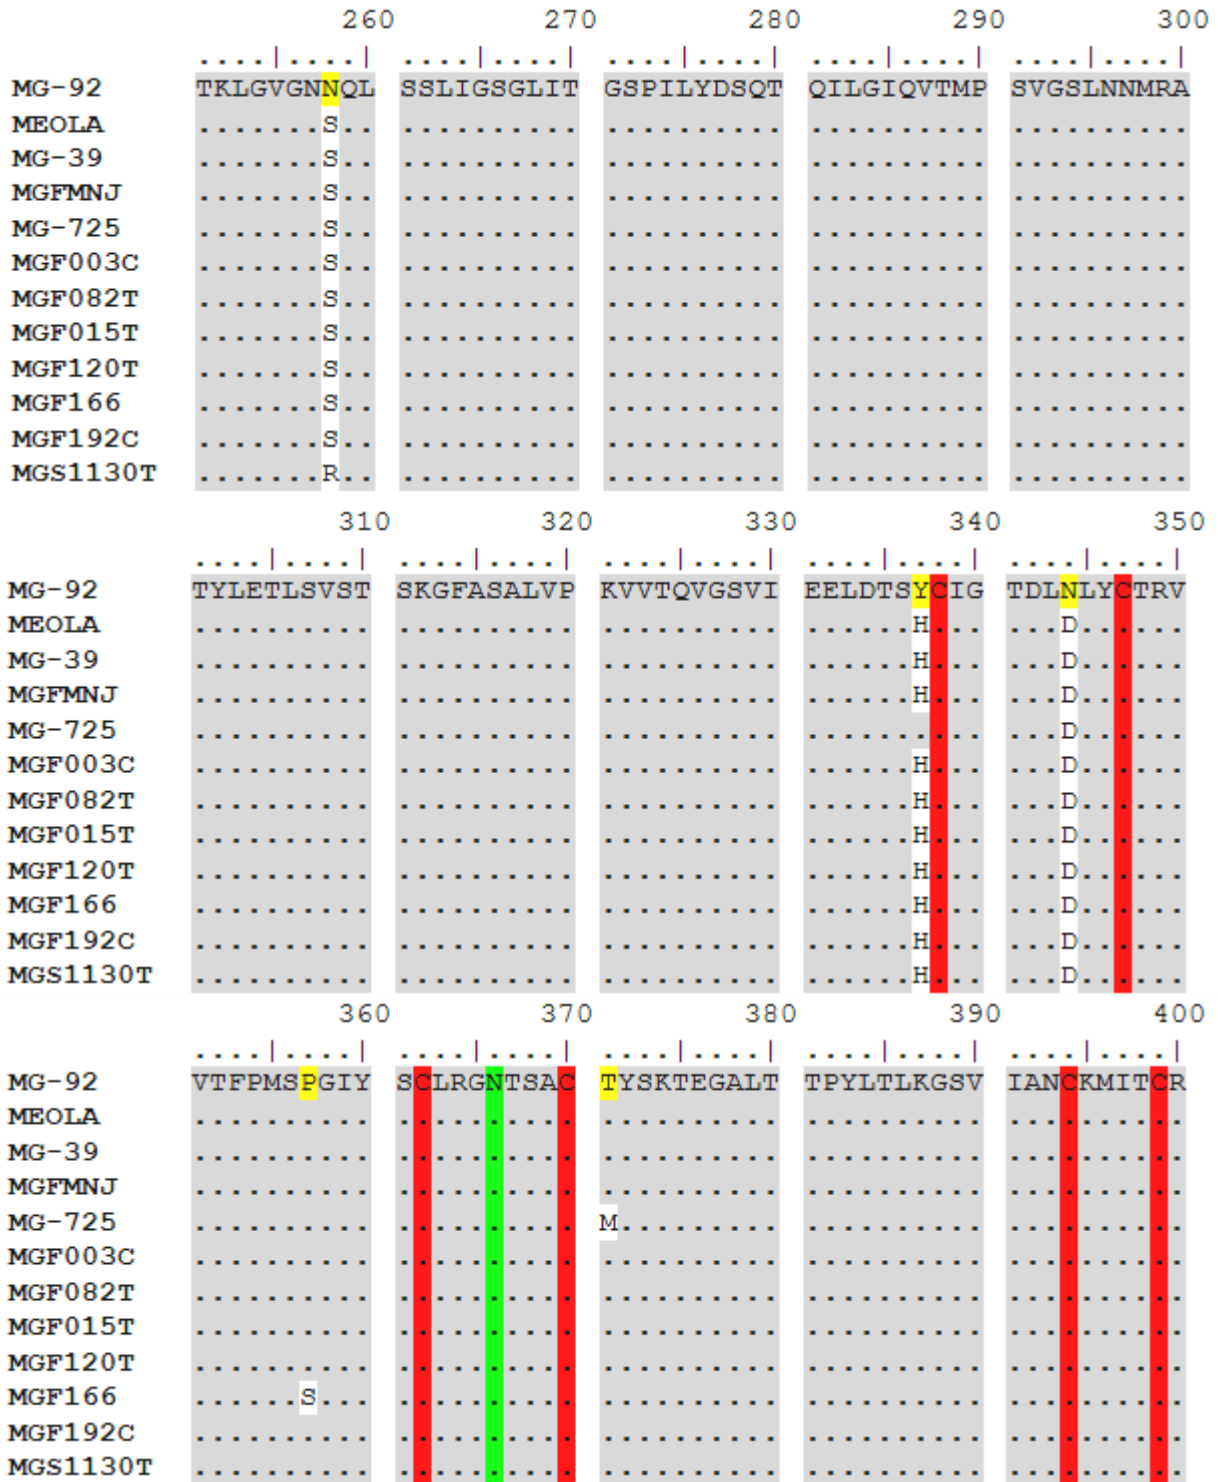 260 270 280 290 300
....|....| ....|....| ....|....| ....|....| ....|....|
MG-92 TKLGVGNNQL SSLIGSGLIT GSPILYDSQT QILGIQVTMP SVGSLNNMRA
MEOLA .......S.. .......... .......... .......... ..........
MG-39 .......S.. .......... .......... .......... ..........
MGFMNJ .......S.. .......... .......... .......... ..........
MG-725 .......S.. .......... .......... .......... ..........
MGF003C .......S.. .......... .......... .......... ..........
MGF082T .......S.. .......... .......... .......... ..........
MGF015T .......S.. .......... .......... .......... ..........
MGF120T .......S.. .......... .......... .......... ..........
MGF166 .......S.. .......... .......... .......... ..........
MGF192C .......S.. .......... .......... .......... ..........
MGS1130T .......R.. .......... .......... .......... ..........
310 320 330 340 350
....|....| ....|....| ....|....| ....|....| ....|....|
MG-92 TYLETLSVST SKGFASALVP KVVTQVGSVI EELDTSYCIG TDLNLYCTRV
MEOLA .......... .......... .......... ......H... ...D......
MG-39 .......... .......... .......... ......H... ...D......
MGFMNJ .......... .......... .......... ......H... ...D......
MG-725 .......... .......... .......... .......... ...D......
MGF003C .......... .......... .......... ......H... ...D......
MGF082T .......... .......... .......... ......H... ...D......
MGF015T .......... .......... .......... ......H... ...D......
MGF120T .......... .......... .......... ......H... ...D......
MGF166 .......... .......... .......... ......H... ...D......
MGF192C .......... .......... .......... ......H... ...D......
MGS1130T .......... .......... .......... ......H... ...D......
360 370 380 390 400
....|....| ....|....| ....|....| ....|....| ....|....|
MG-92 VTFPMSPGIY SCLRGNTSAC TYSKTEGALT TPYLTLKGSV IANCKMITCR
MEOLA .......... .......... .......... .......... ..........
MG-39 .......... .......... .......... .......... ..........
MGFMNJ .......... .......... .......... .......... ..........
MG-725 .......... .......... M......... .......... ..........
MGF003C .......... .......... .......... .......... ..........
MGF082T .......... .......... .......... .......... ..........
MGF015T .......... .......... .......... .......... ..........
MGF120T .......... .......... .......... .......... ..........
MGF166 ......S... .......... .......... .......... ..........
MGF192C .......... .......... .......... .......... ..........
MGS1130T .......... .......... .......... .......... ..........